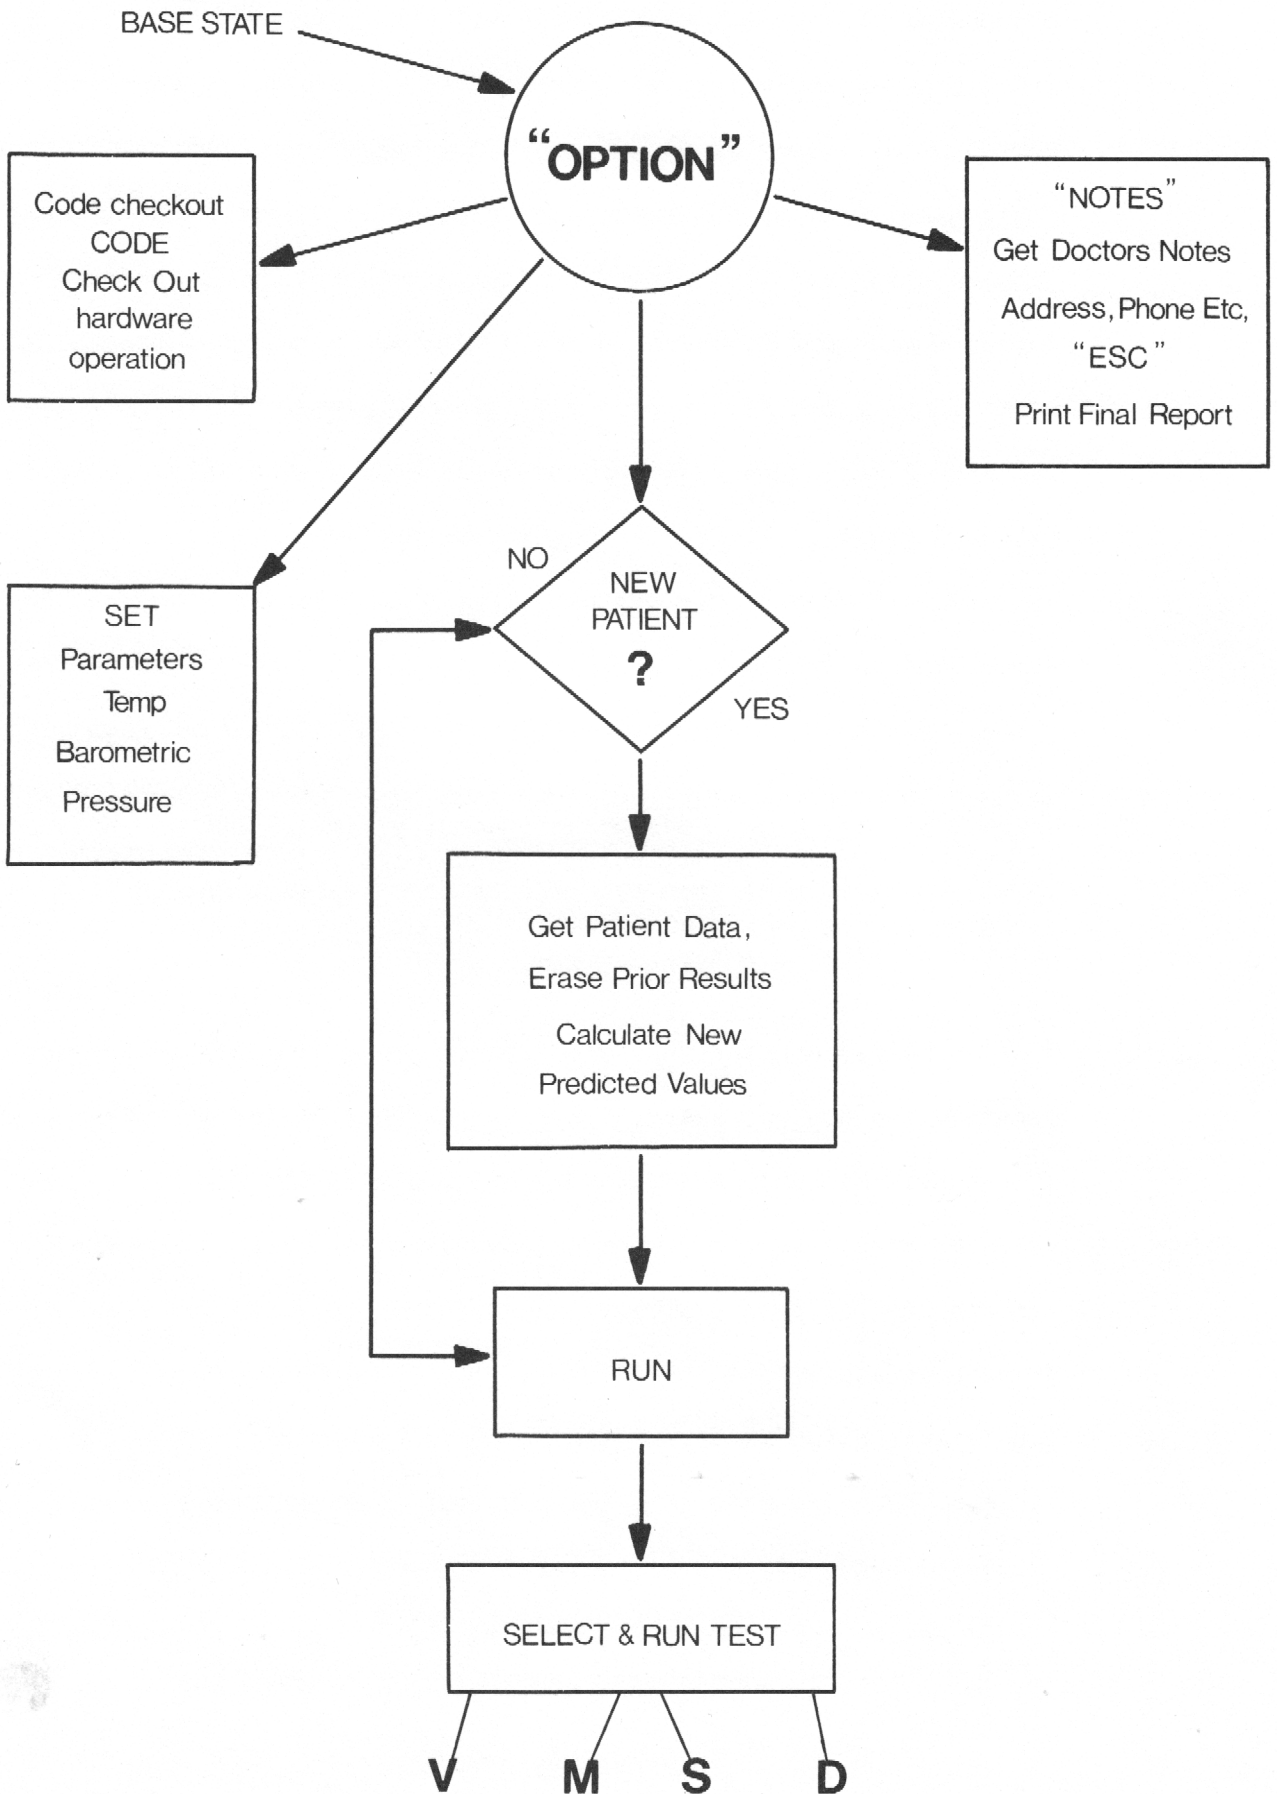 BASE STATE
“OPTION”
Code checkout
CODE
Check Out
hardware
operation
“NOTES”
Get Doctors Notes
Address, Phone Etc,
“ESC”
Print Final Report
SET
Parameters
Temp
Barometric
Pressure
NO
NEW
PATIENT
?
YES
Get Patient Data,
Erase Prior Results
Calculate New
Predicted Values
RUN
SELECT & RUN TEST
V M S D